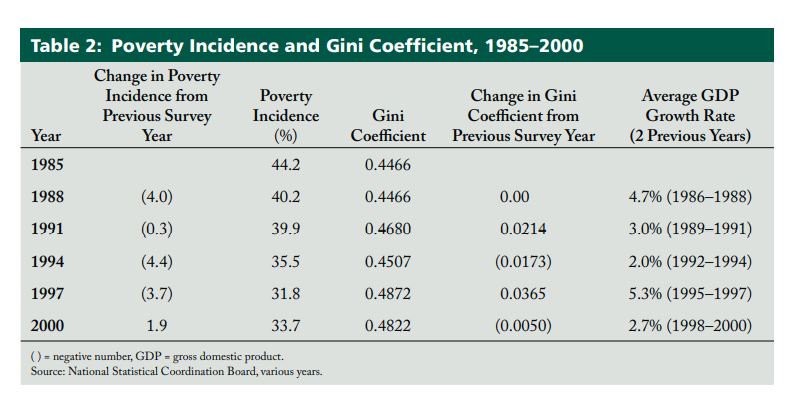 Table 2: Poverty Incidence and Gini Coefficient, 1985–2000
Change in Poverty
Incidence from Poverty Change in Gini Average GDP
Previous Survey Incidence Gini Coefficient from Growth Rate
Year Year (%) Coefficient Previous Survey Year (2 Previous Years)
1985 44.2 0.4466
1988 (4.0) 40.2 0.4466 0.00 4.7% (1986–1988)
1991 (0.3) 39.9 0.4680 0.0214 3.0% (1989–1991)
1994 (4.4) 35.5 0.4507 (0.0173) 2.0% (1992–1994)
1997 (3.7) 31.8 0.4872 0.0365 5.3% (1995–1997)
2000 1.9 33.7 0.4822 (0.0050) 2.7% (1998–2000)
( ) = negative number, GDP = gross domestic product.
Source: National Statistical Coordination Board, various years.